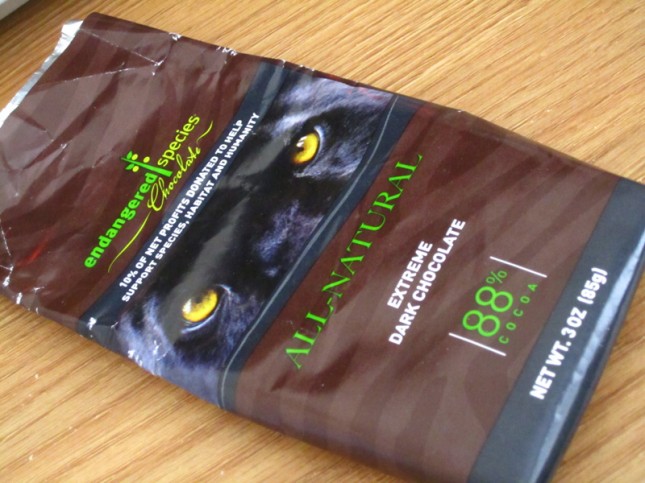 endangered species
Chocolate
10% OF NET PROFITS DONATED TO HELP
SUPPORT SPECIES, HABITAT AND HUMANITY
ALL-NATURAL
EXTREME
DARK CHOCOLATE
88%
COCOA
NET WT. 3 OZ (85g)